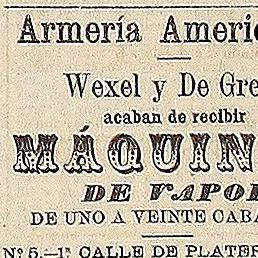 Armería Ameri
Wexel y De Gre
acaban de recibir
MÁQUIN
DE VAPO
DE UNO A VEINTE CABA
Nº 5.—1ª CALLE DE PLATER